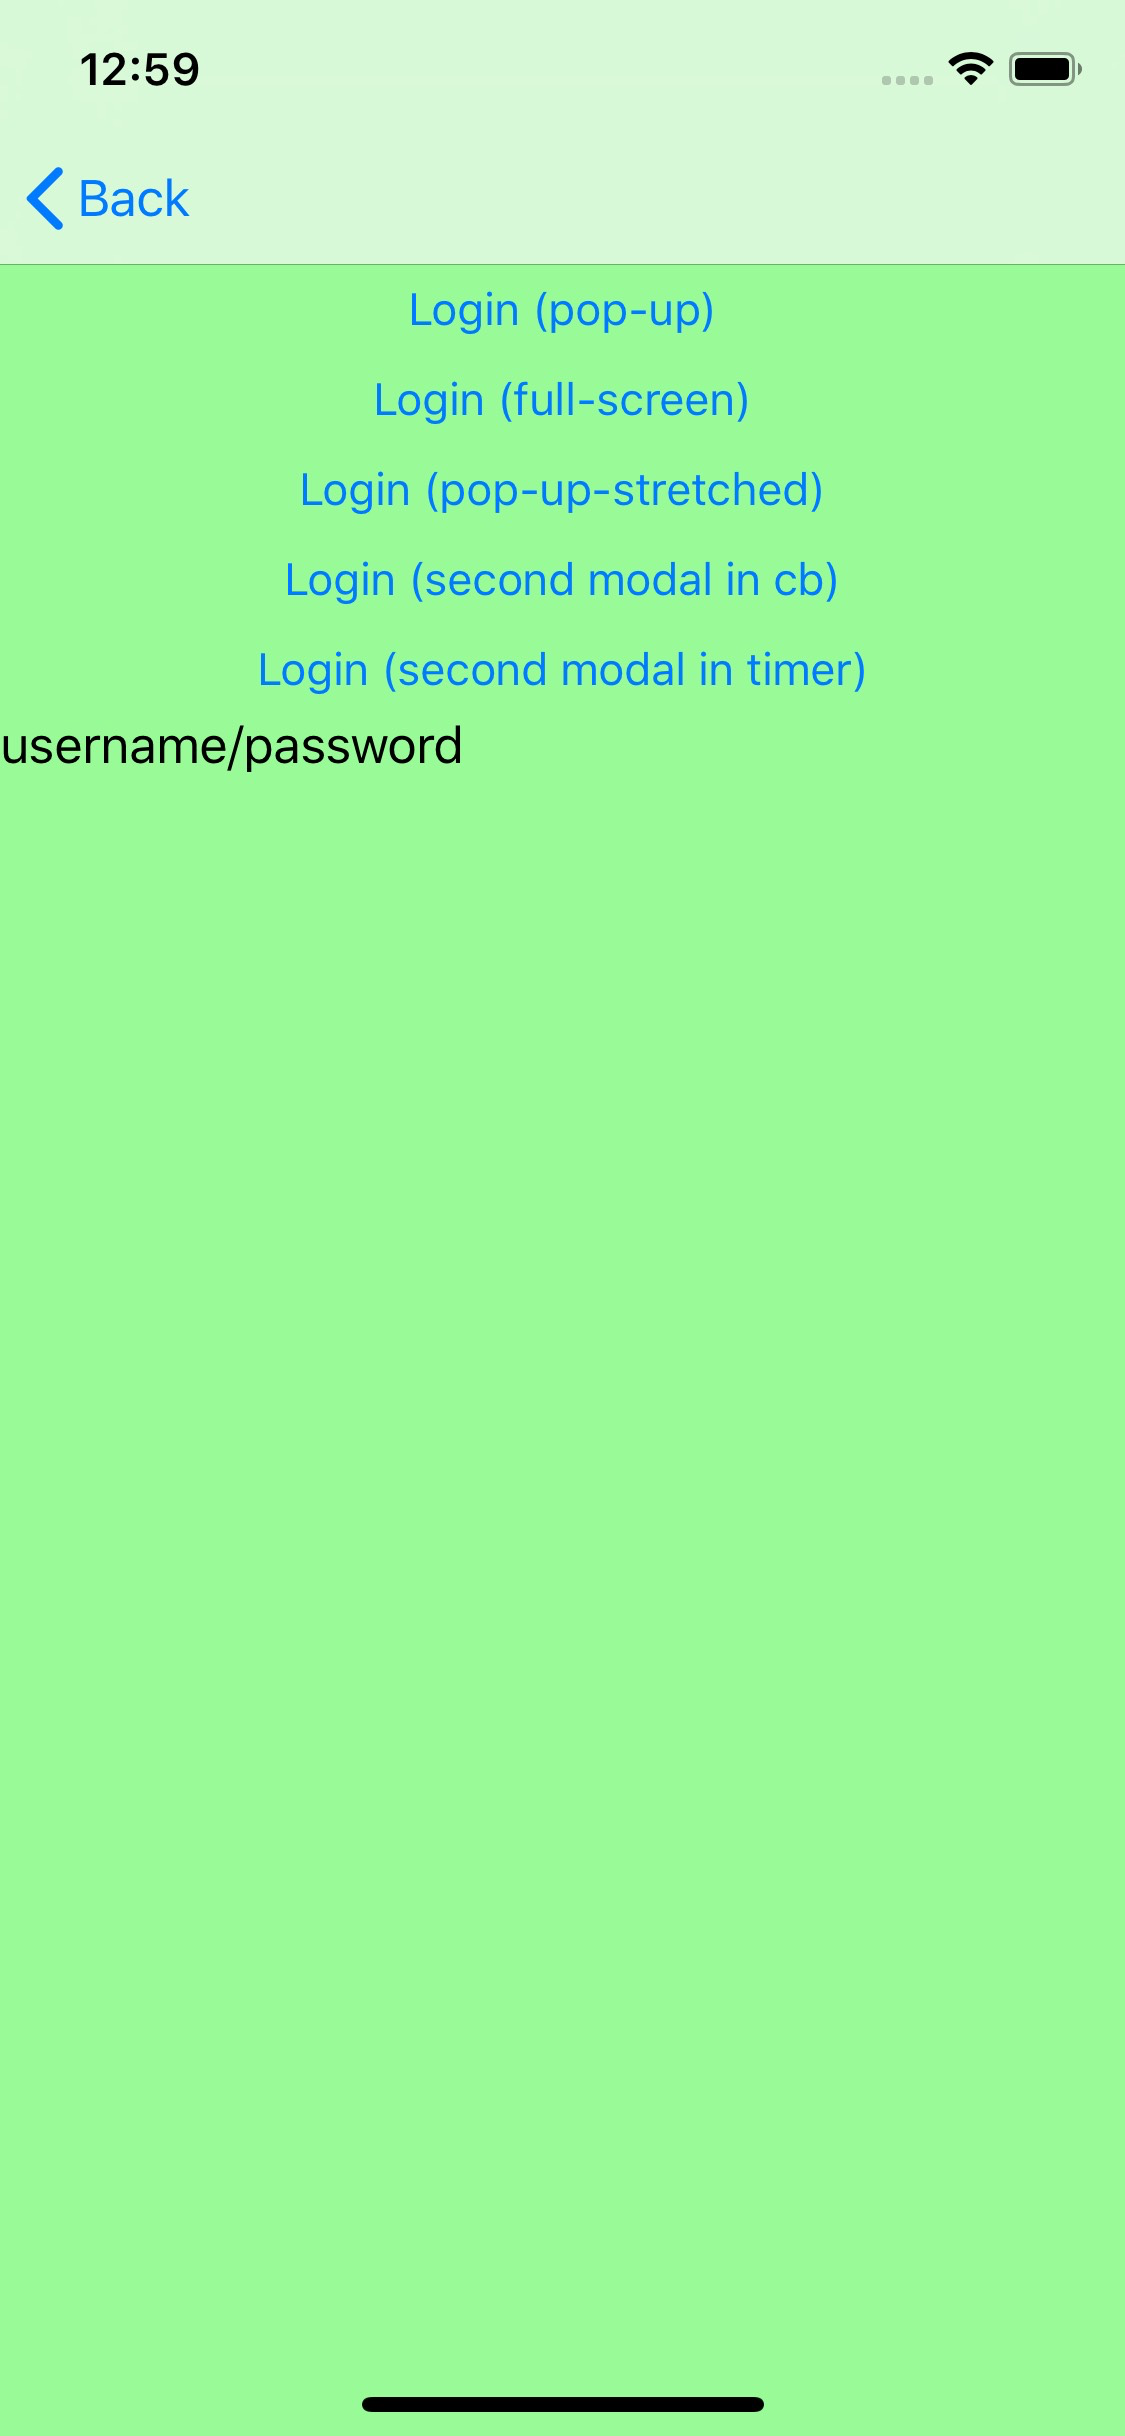 12:59
Back
Login (pop-up)
Login (full-screen)
Login (pop-up-stretched)
Login (second modal in cb)
Login (second modal in timer)
username/password